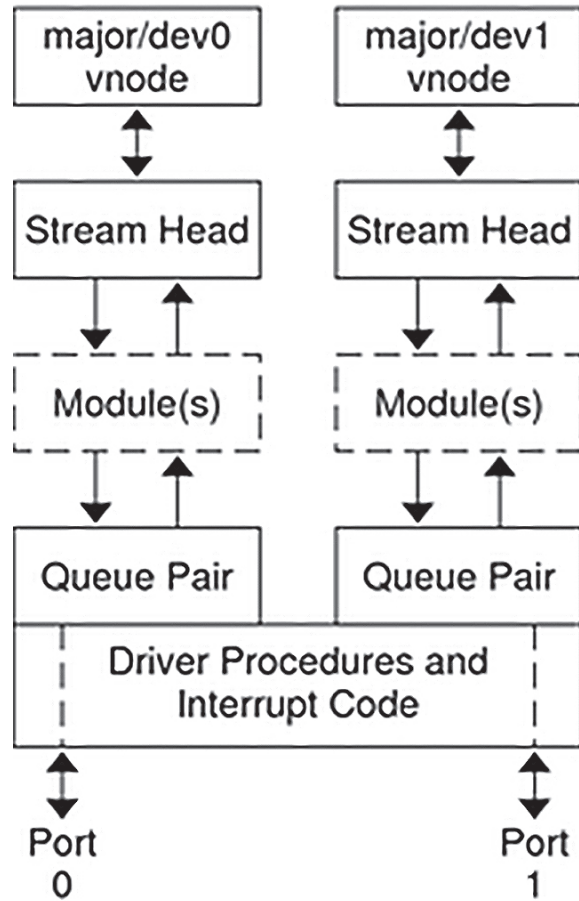 major/dev0
vnode
major/dev1
vnode
Stream Head
Stream Head
Module(s)
Module(s)
Queue Pair
Queue Pair
Driver Procedures and
Interrupt Code
Port
0
Port
1